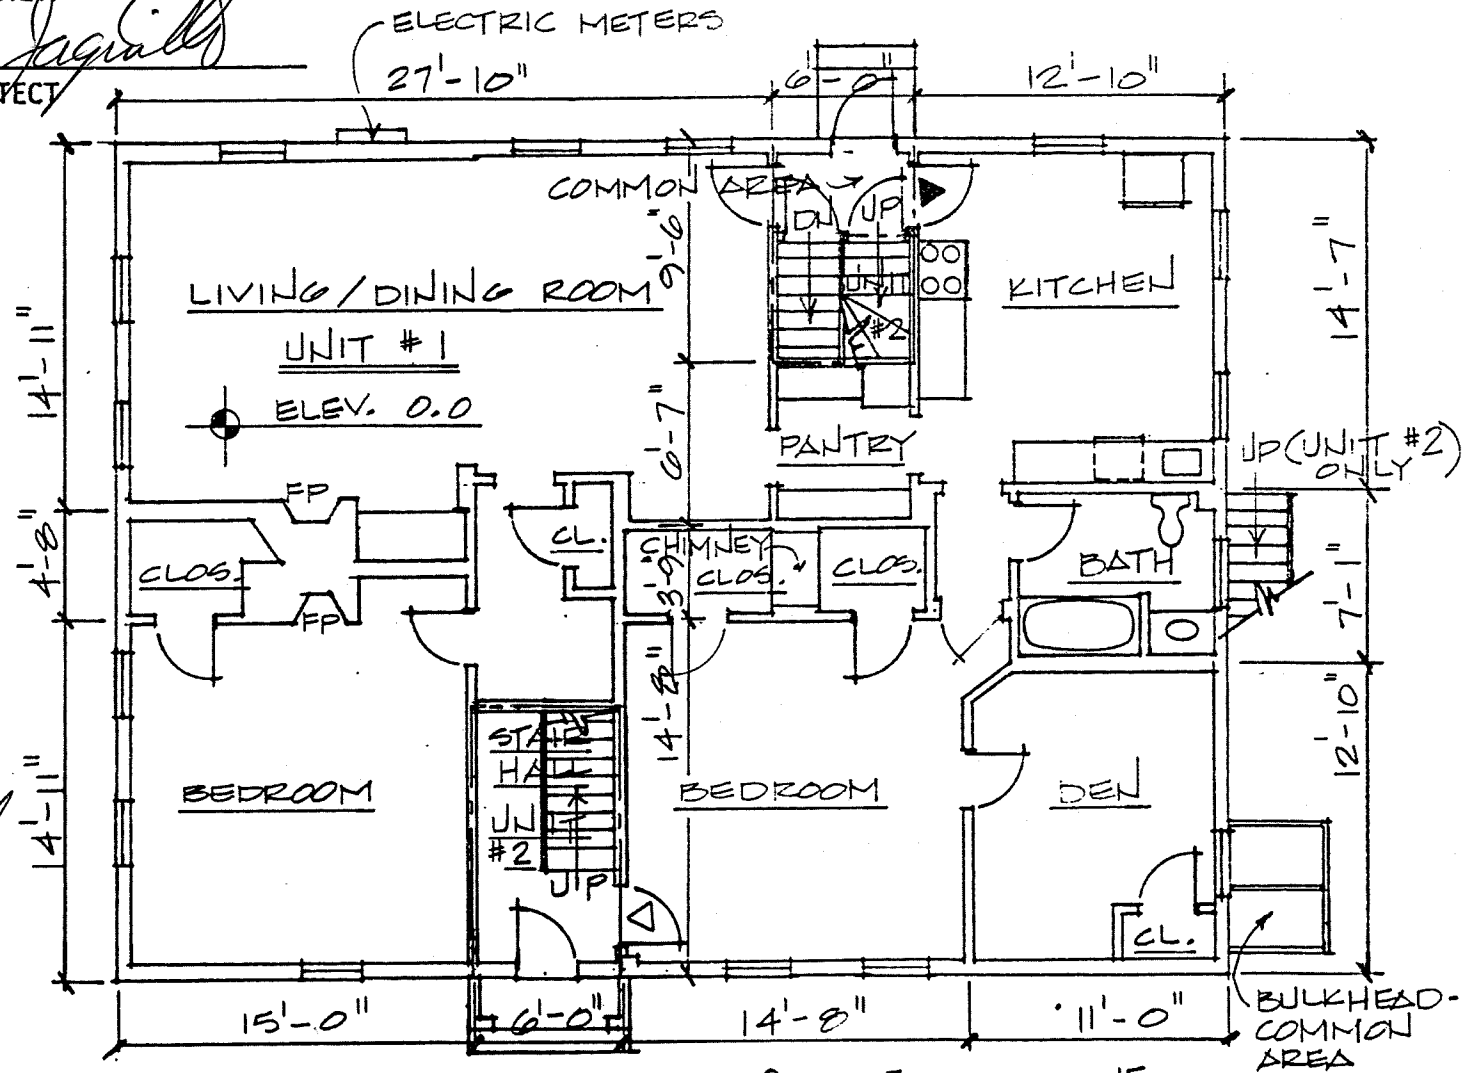 ELECTRIC METERS
TECT
27'-10"
6'-0"
12'-10"
COMMON AREA
DN
UP
9'-6"
14'-7"
LIVING/DINING ROOM
UNIT #2
KITCHEN
UNIT #1
14'-11"
ELEV. 0.0
6'-7"
PANTRY
UP (UNIT #2
ONLY)
FP
CL.
4'-8"
CLOS.
CHIMNEY
CLOS.
CLOS.
3'-9"
BATH
7'-1"
FP
14'-8"
STAIR
HALL
UNIT
#2
UP
12'-10"
14'-11"
BEDROOM
BEDROOM
DEN
CL.
15'-0"
6'-0"
14'-8"
11'-0"
BULKHEAD-
COMMON
AREA